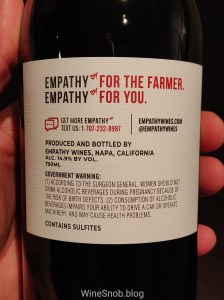 EMPATHY FOR THE FARMER.
EMPATHY FOR YOU.
GET MORE EMPATHY
TEXT US: 1-707-232-8987
EMPATHYWINES.COM
@EMPATHYWINES
PRODUCED AND BOTTLED BY
EMPATHY WINES, NAPA, CALIFORNIA
ALC. 14.9% BY VOL.
750ML
GOVERNMENT WARNING:
(1) ACCORDING TO THE SURGEON GENERAL, WOMEN SHOULD NOT
DRINK ALCOHOLIC BEVERAGES DURING PREGNANCY BECAUSE OF
THE RISK OF BIRTH DEFECTS. (2) CONSUMPTION OF ALCOHOLIC
BEVERAGES IMPAIRS YOUR ABILITY TO DRIVE A CAR OR OPERATE
MACHINERY, AND MAY CAUSE HEALTH PROBLEMS.
CONTAINS SULFITES
WineSnob.blog